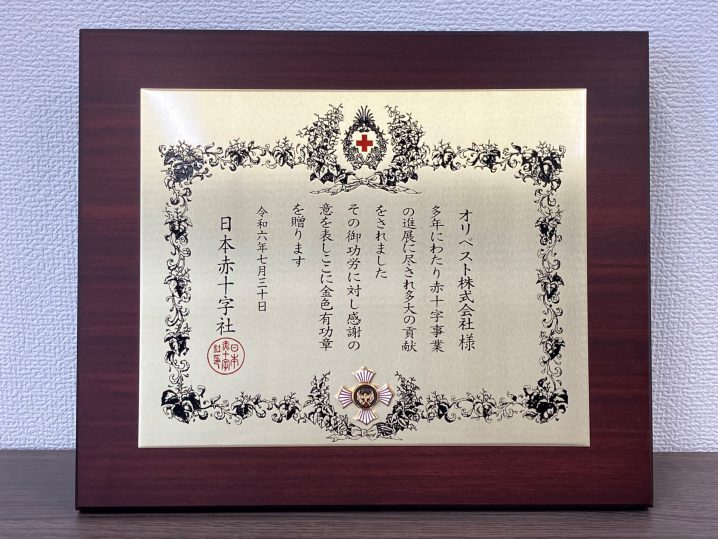 オリベスト株式会社 様
多年にわたり赤十字事業
の進展に尽され多大の貢献
をされました
その御功労に対し感謝の
意を表しここに金色有功章
を贈ります
令和六年七月三十日
日本赤十字社